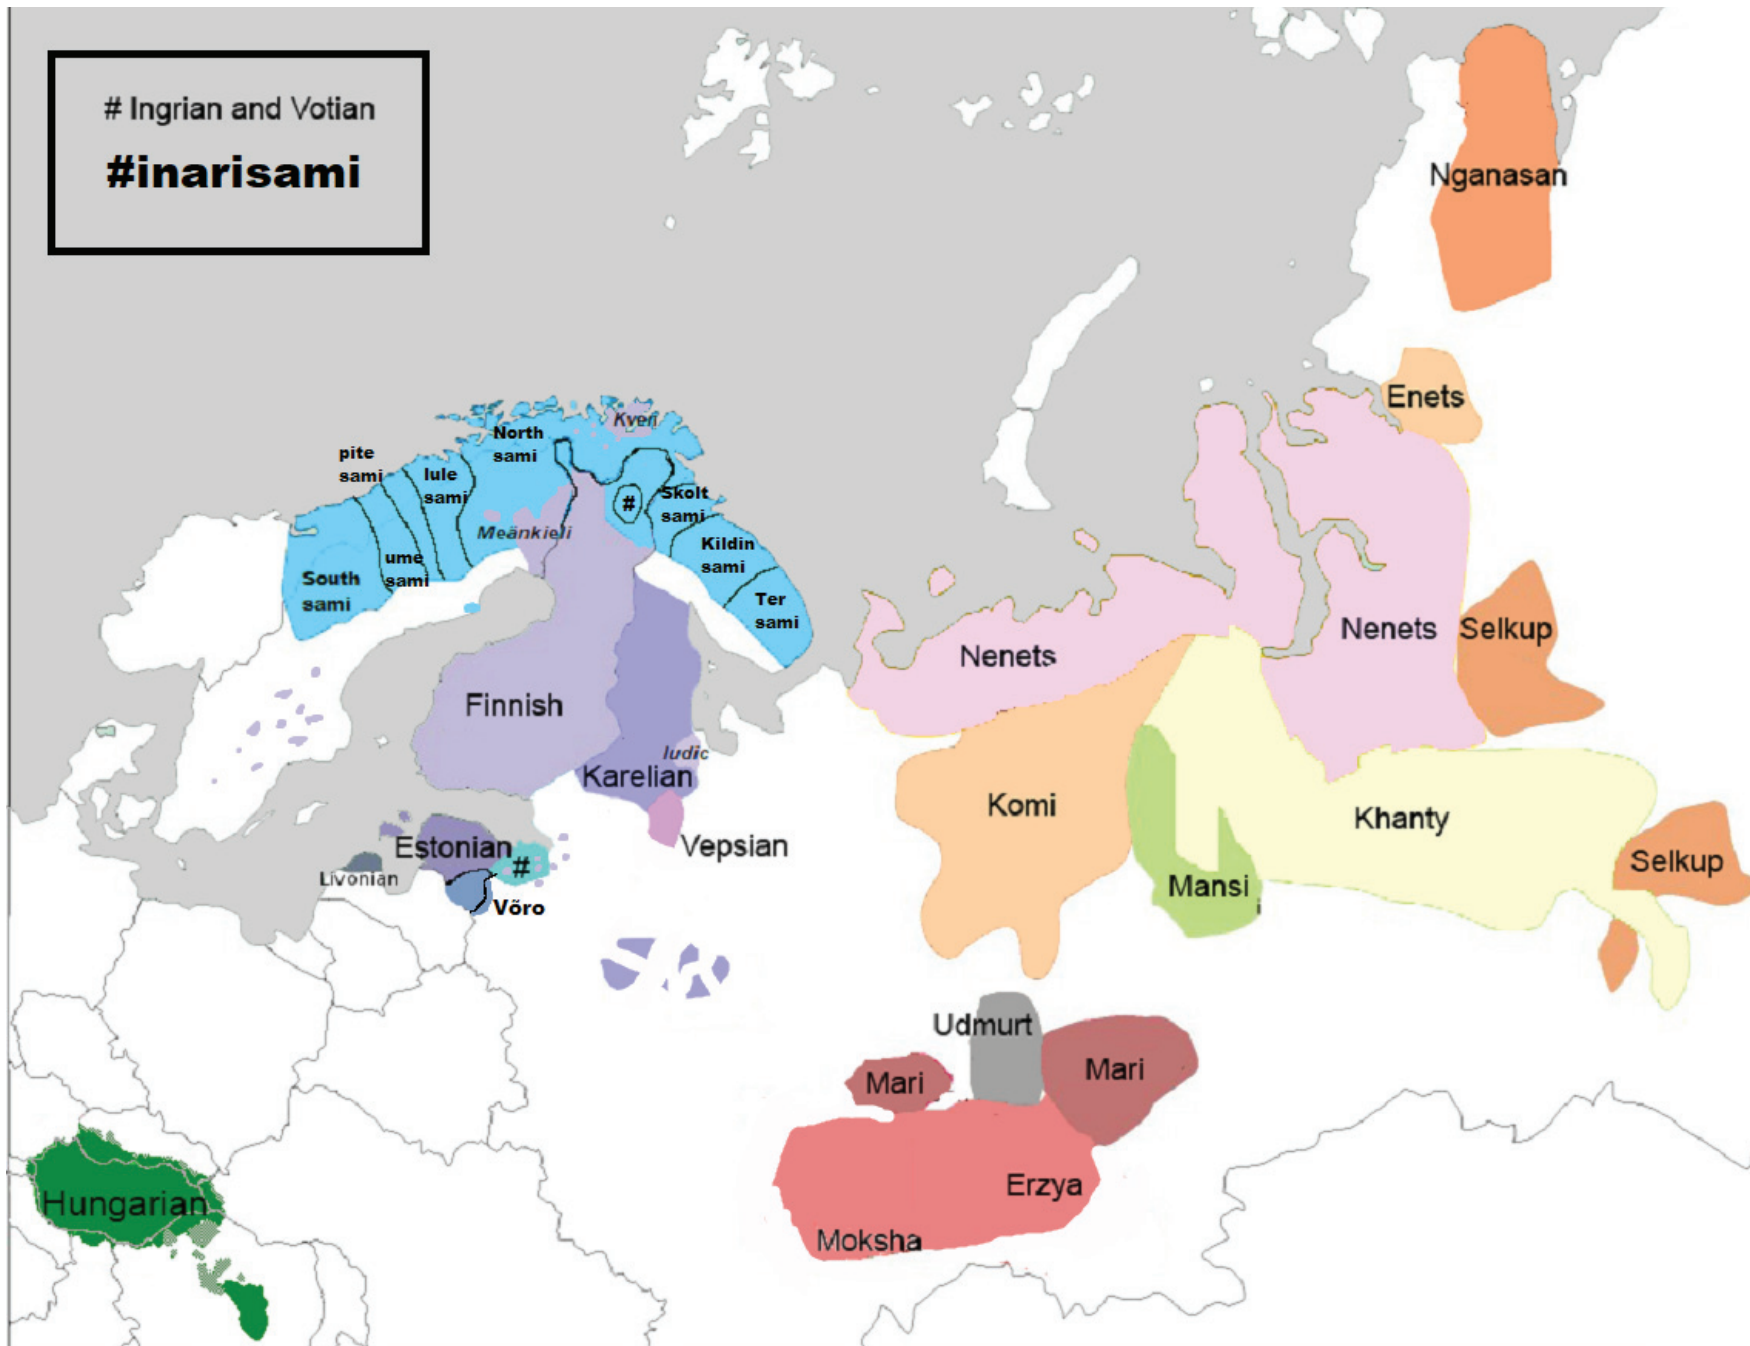 # Ingrian and Votian
#inarisami
Nganasan
Enets
Kven
North
sami
pite
sami
lule
sami
#
Skolt
sami
Meänkieli
Kildin
sami
ume
sami
South
sami
Ter
sami
Nenets
Selkup
Nenets
Finnish
ludic
Karelian
Komi
Khanty
Estonian
Vepsian
#
Livonian
Selkup
Mansi
i
Võro
Udmurt
Mari
Mari
Hungarian
Erzya
Moksha